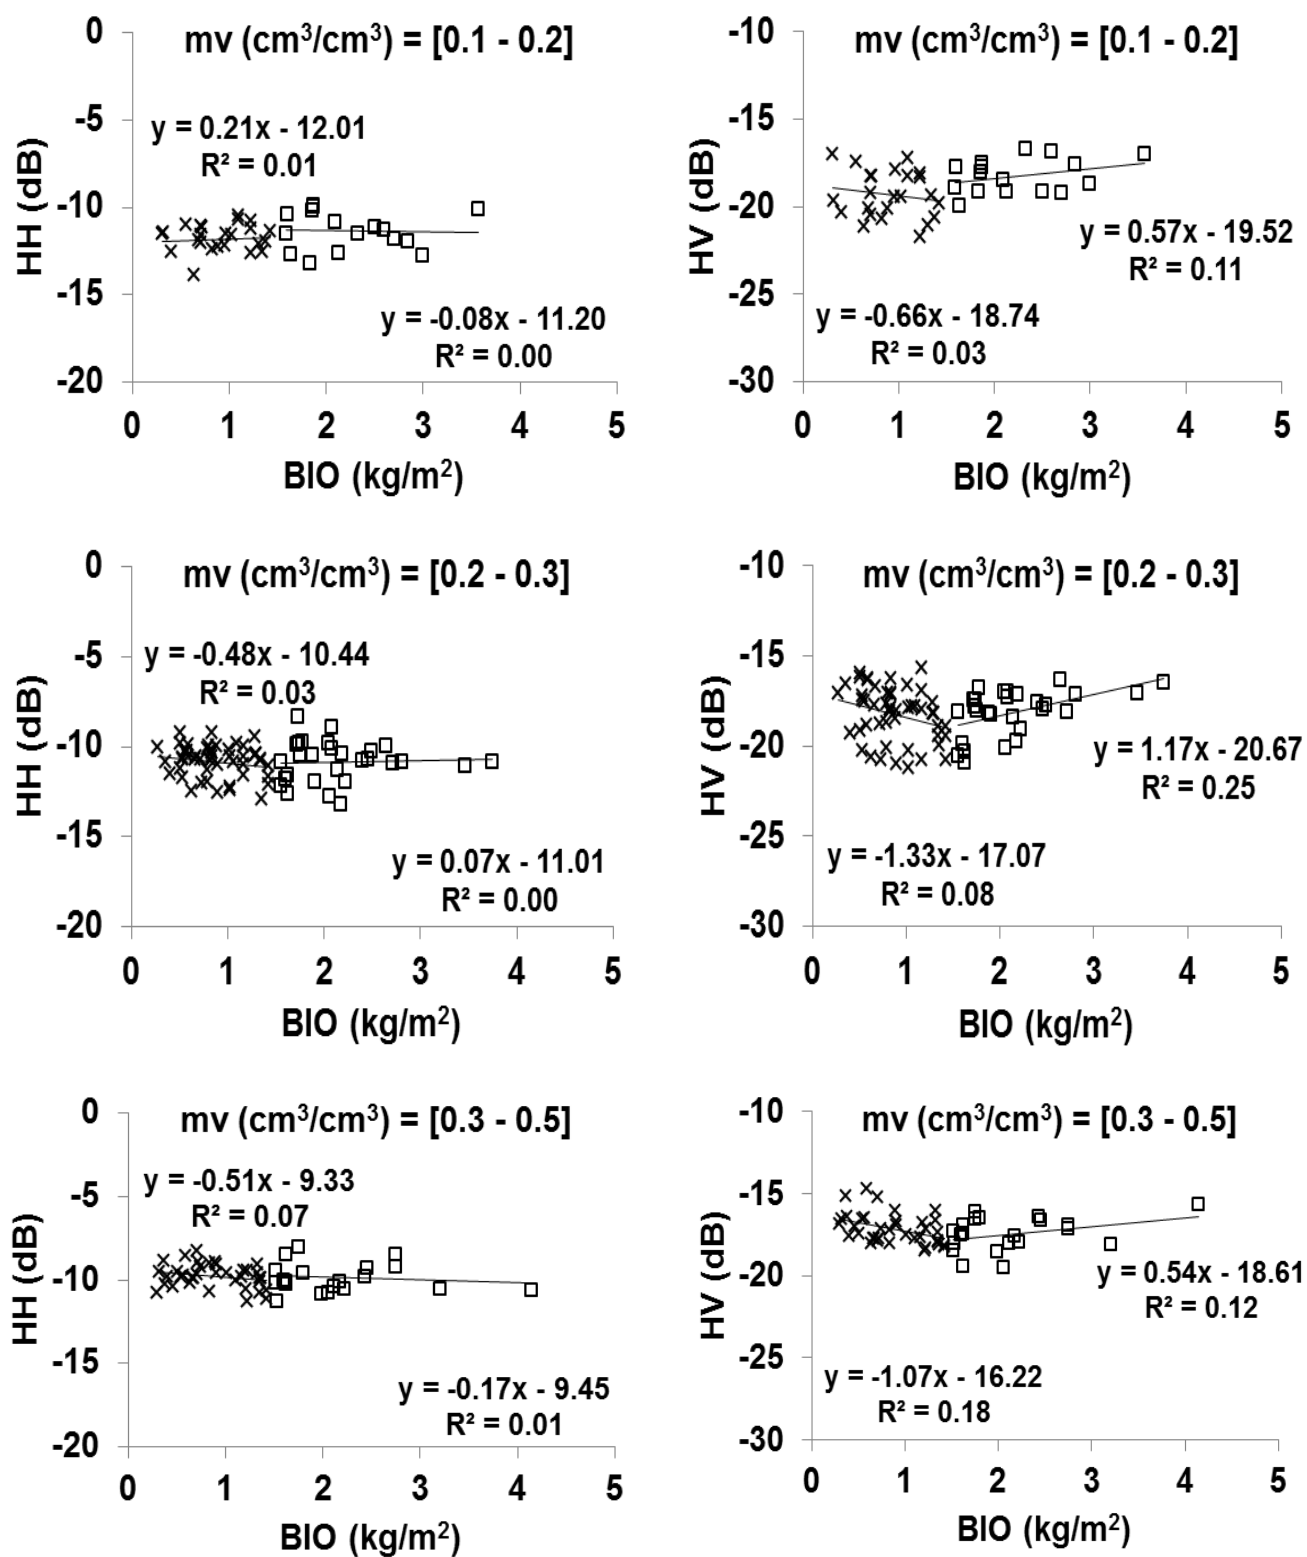 mv (cm³/cm³) = [0.1 - 0.2]
0
-5
-10
-15
-20
HH (dB)
y = 0.21x - 12.01
R² = 0.01
y = -0.08x - 11.20
R² = 0.00
0 1 2 3 4 5
BIO (kg/m²)
mv (cm³/cm³) = [0.1 - 0.2]
-10
-15
-20
-25
-30
HV (dB)
y = 0.57x - 19.52
R² = 0.11
y = -0.66x - 18.74
R² = 0.03
0 1 2 3 4 5
BIO (kg/m²)
mv (cm³/cm³) = [0.2 - 0.3]
0
-5
-10
-15
-20
HH (dB)
y = -0.48x - 10.44
R² = 0.03
y = 0.07x - 11.01
R² = 0.00
0 1 2 3 4 5
BIO (kg/m²)
mv (cm³/cm³) = [0.2 - 0.3]
-10
-15
-20
-25
-30
HV (dB)
y = 1.17x - 20.67
R² = 0.25
y = -1.33x - 17.07
R² = 0.08
0 1 2 3 4 5
BIO (kg/m²)
mv (cm³/cm³) = [0.3 - 0.5]
0
-5
-10
-15
-20
HH (dB)
y = -0.51x - 9.33
R² = 0.07
y = -0.17x - 9.45
R² = 0.01
0 1 2 3 4 5
BIO (kg/m²)
mv (cm³/cm³) = [0.3 - 0.5]
-10
-15
-20
-25
-30
HV (dB)
y = 0.54x - 18.61
R² = 0.12
y = -1.07x - 16.22
R² = 0.18
0 1 2 3 4 5
BIO (kg/m²)